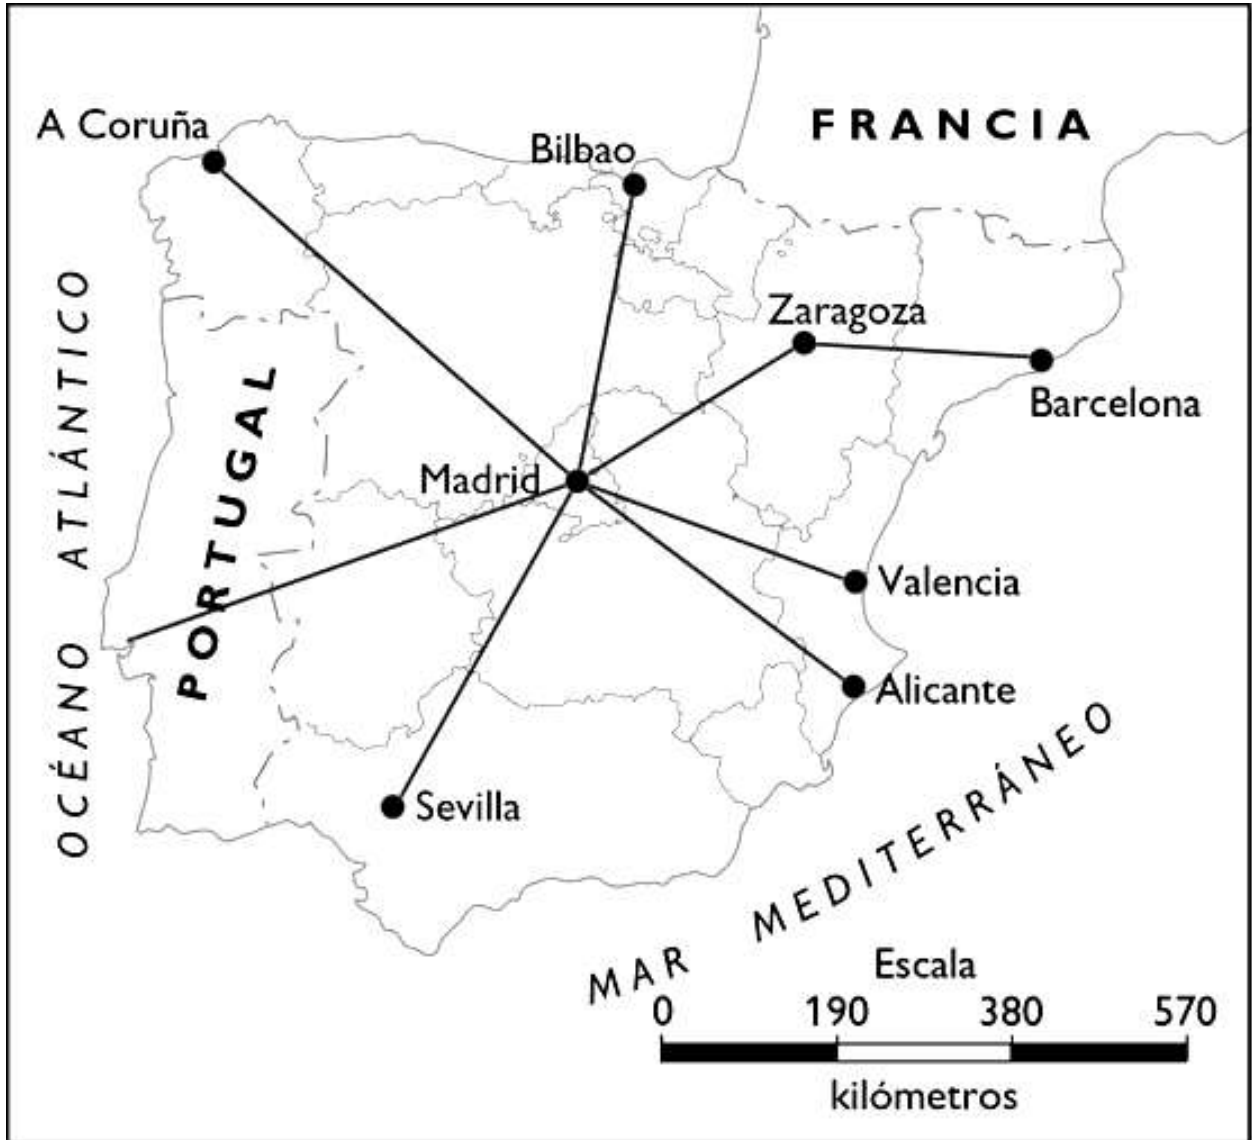 A Coruña
Bilbao
FRANCIA
Zaragoza
Barcelona
OCÉANO ATLÁNTICO
PORTUGAL
Madrid
Valencia
Alicante
Sevilla
MAR MEDITERRÁNEO
Escala
0 190 380 570
kilómetros